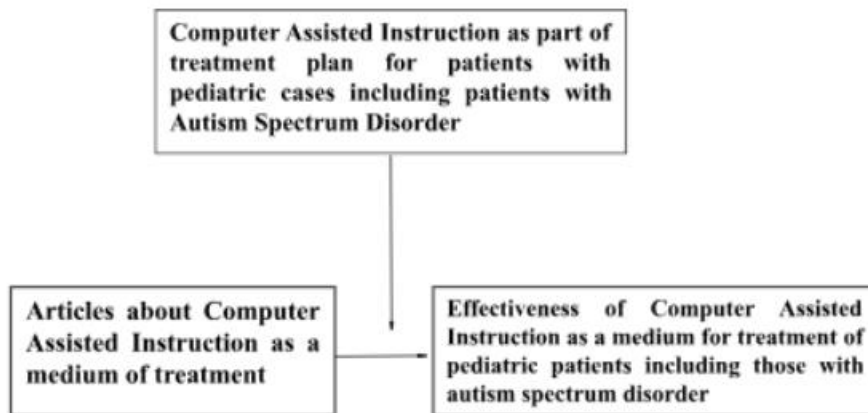 Computer Assisted Instruction as part of
treatment plan for patients with
pediatric cases including patients with
Autism Spectrum Disorder
Articles about Computer
Assisted Instruction as a
medium of treatment
Effectiveness of Computer Assisted
Instruction as a medium for treatment of
pediatric patients including those with
autism spectrum disorder